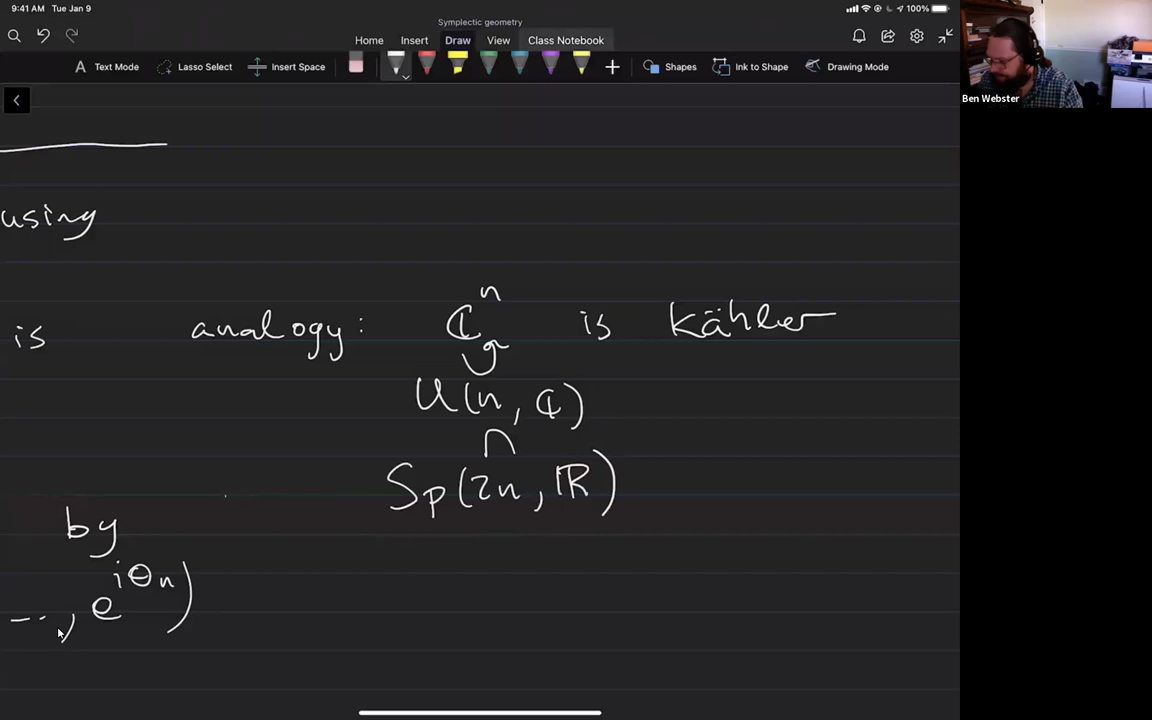 9:41 AM Tue Jan 9
100%
Symplectic geometry
Home Insert Draw View Class Notebook
Text Mode Lasso Select Insert Space Shapes Ink to Shape Drawing Mode
Ben Webster
using
is analogy: ℂⁿ is Kähler
U(n, ℂ)
∩
Sp(2n, ℝ)
by
--, e^{iθn})